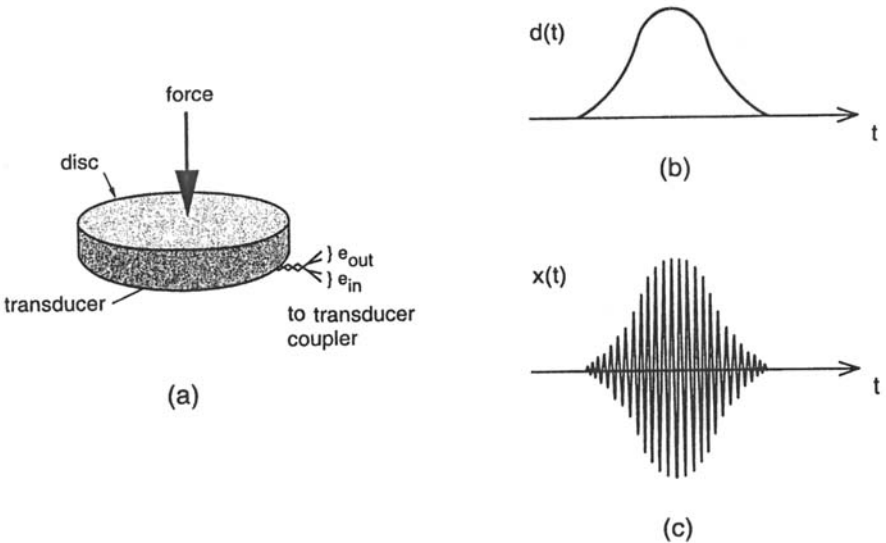 force
disc
} e_out
} e_in
transducer
to transducer
coupler
(a)
d(t)
t
(b)
x(t)
t
(c)